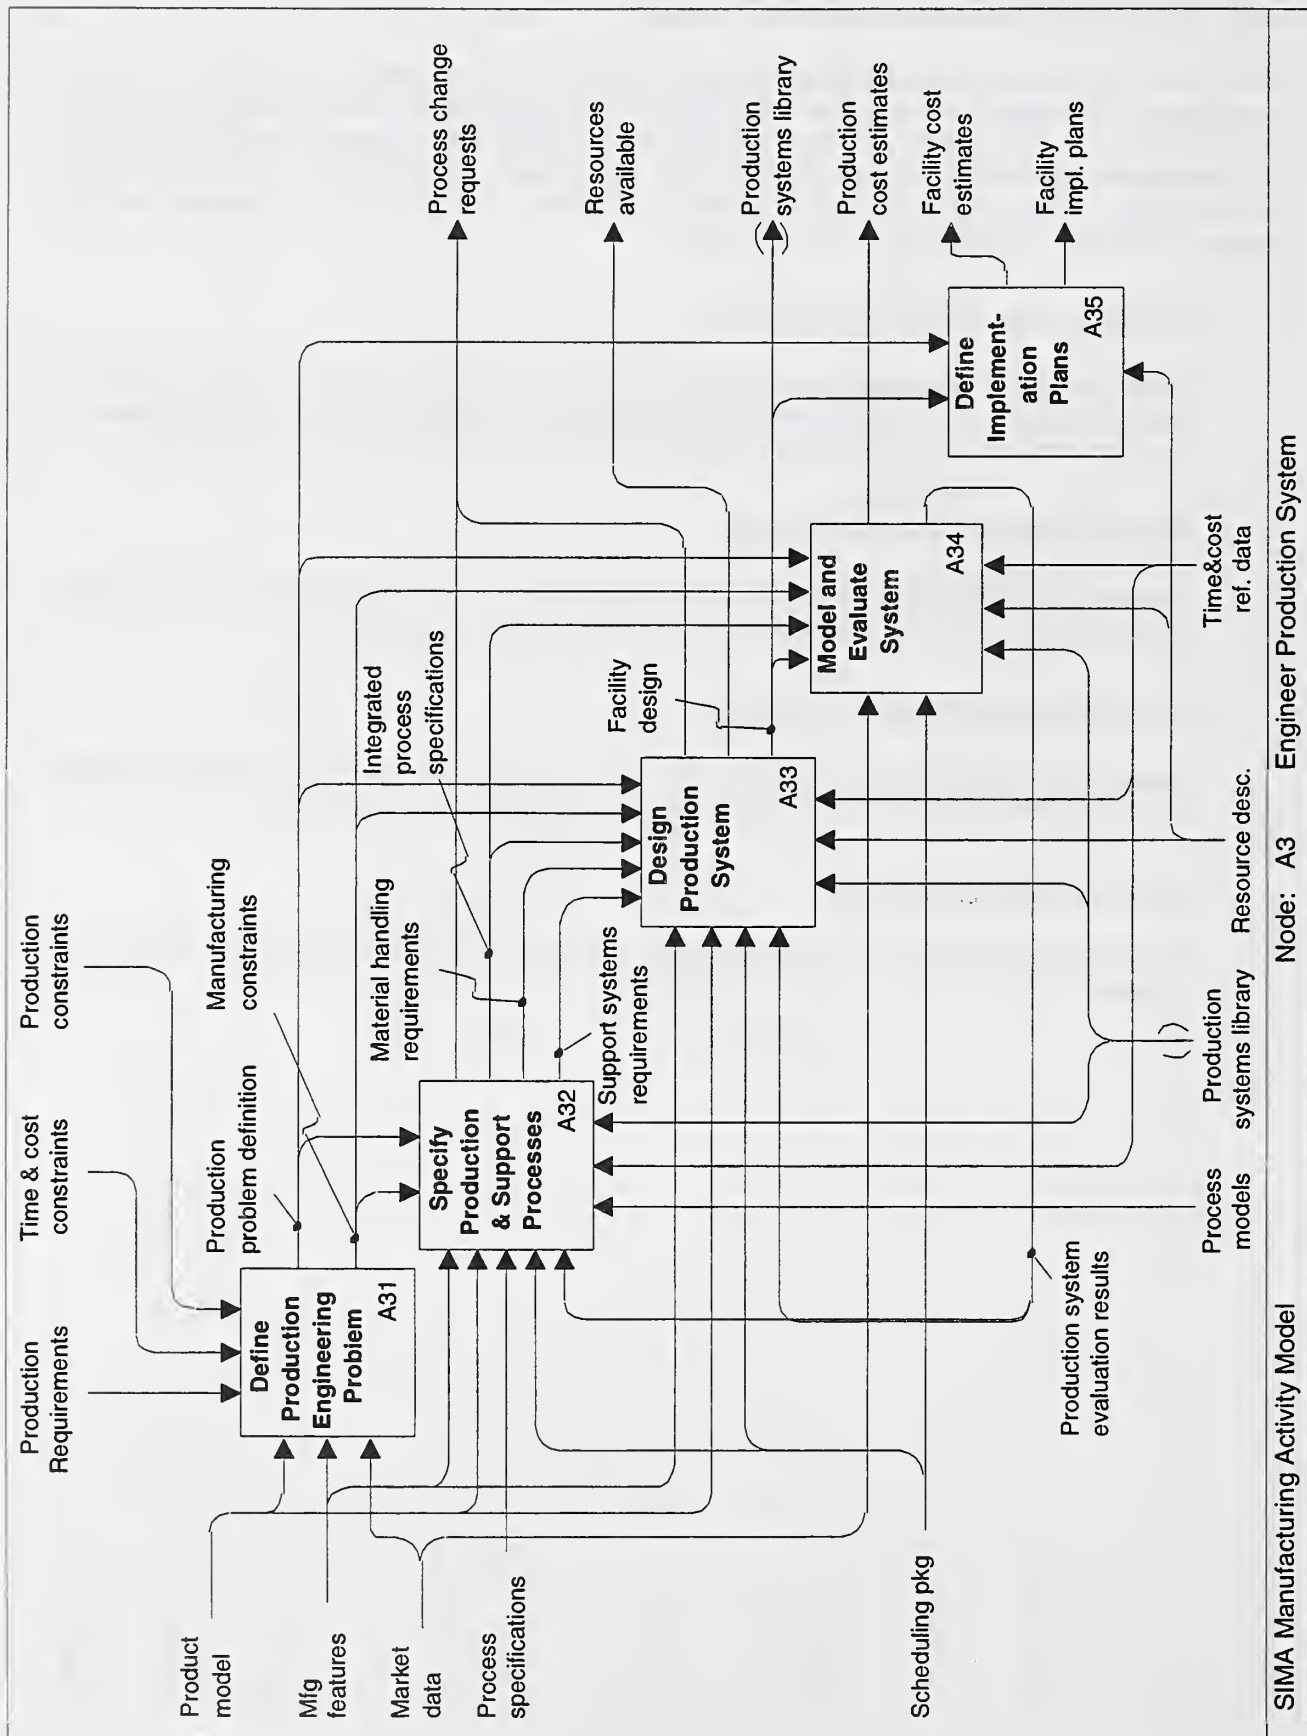 Production
Requirements
Time & cost
constraints
Production
constraints
Product
model
Mfg
features
Market
data
Process
specifications
Scheduling pkg
Define
Production
Engineering
Problem
A31
Production
problem definition
Manufacturing
constraints
Specify
Production
& Support
Processes
A32
Material handling
requirements
Integrated
process
specifications
Support systems
requirements
Design
Production
System
A33
Facility
design
Model and
Evaluate
System
A34
Define
Implement-
ation
Plans
A35
Process change
requests
Resources
available
Production
systems library
Production
cost estimates
Facility cost
estimates
Facility
impl. plans
Production system
evaluation results
Process
models
Production
systems library
Resource desc.
Time&cost
ref. data
SIMA Manufacturing Activity Model
Node: A3
Engineer Production System